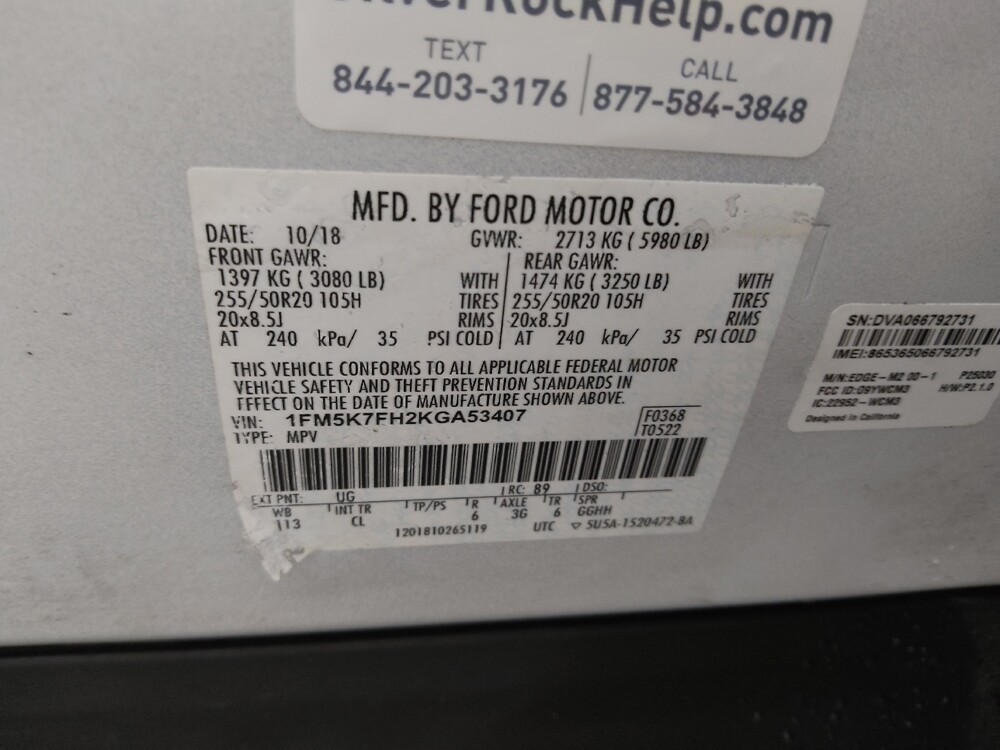 RockHelp.com
TEXT
844-203-3176
CALL
877-584-3848
MFD. BY FORD MOTOR CO.
DATE: 10/18 GVWR: 2713 KG ( 5980 LB)
FRONT GAWR: REAR GAWR:
1397 KG ( 3080 LB) WITH 1474 KG ( 3250 LB) WITH
255/50R20 105H TIRES 255/50R20 105H TIRES
20x8.5J RIMS 20x8.5J RIMS
AT 240 kPa/ 35 PSI COLD AT 240 kPa/ 35 PSI COLD
THIS VEHICLE CONFORMS TO ALL APPLICABLE FEDERAL MOTOR
VEHICLE SAFETY AND THEFT PREVENTION STANDARDS IN
EFFECT ON THE DATE OF MANUFACTURE SHOWN ABOVE.
VIN: 1FM5K7FH2KGA53407 F0368
TYPE: MPV T0522
EXT PNT: UG RC: 89 DSO:
WB INT TR TP/PS R AXLE TR SPR
113 CL 6 3G 6 GGHH
1201810265119 UTC ▽ 5U5A-1520472-BA
SN:DVA066792731
IMEI:865365066792731
M/N:EDGE-M2 00-1 P25030
FCC ID:O9YWCM3 H/W:P2.1.0
IC:22952-WCM3
Designed in California